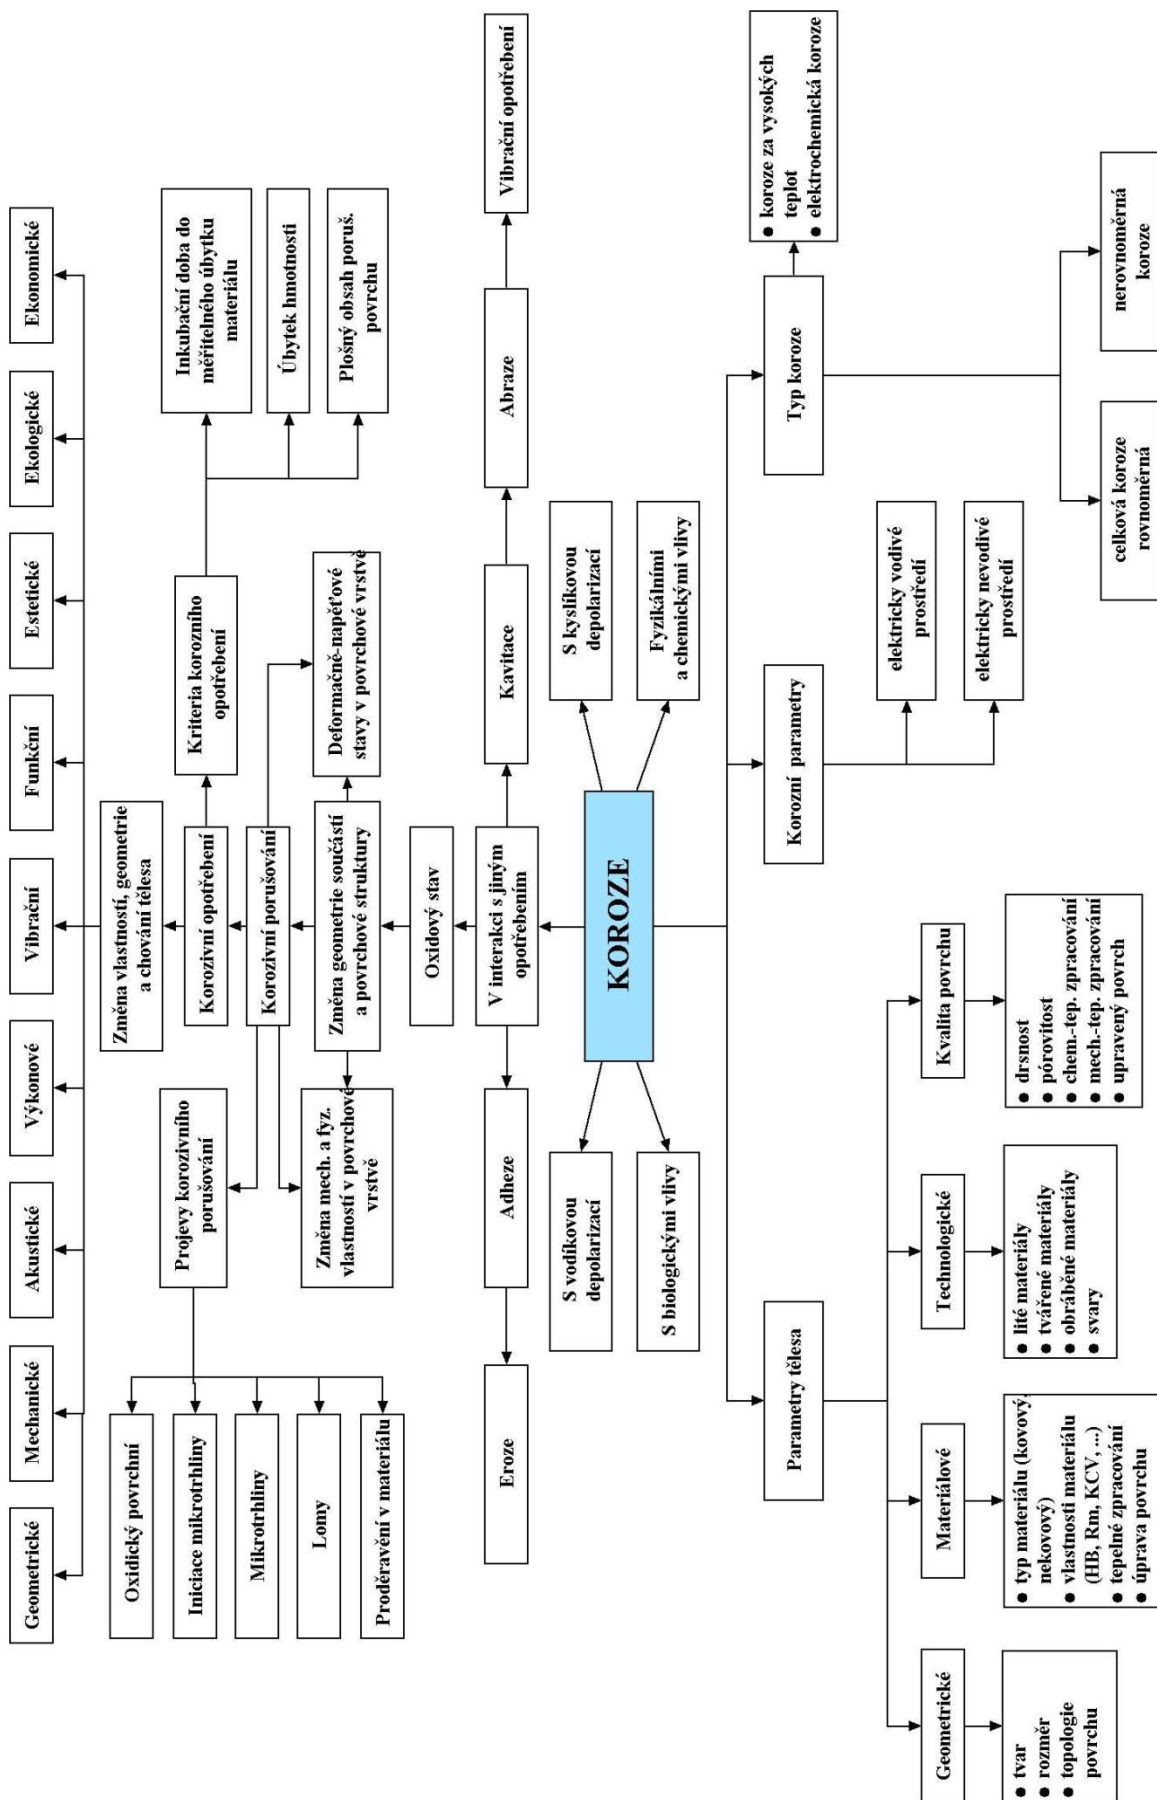 Geometrické
Mechanické
Akustické
Výkonové
Vibrační
Funkční
Estetické
Ekologické
Ekonomické
Změna vlastností, geometrie
a chování tělesa
Korozivní opotřebení
Kriteria korozního
opotřebení
Inkubační doba do
měřitelného úbytku
materiálu
Úbytek hmotnosti
Plošný obsah poruš.
povrchu
Korozivní porušování
Projevy korozivního
porušování
Oxidický povrchní
Iniciace mikrotrhliny
Mikrotrhliny
Lomy
Proděravění v materiálu
Změna mech. a fyz.
vlastností v povrchové
vrstvě
Změna geometrie součástí
a povrchové struktury
Deformačně-napěťové
stavy v povrchové vrstvě
Oxidový stav
Eroze
Adheze
V interakci s jiným
opotřebením
Kavitace
Abraze
Vibrační opotřebení
S vodíkovou
depolarizací
S biologickými vlivy
KOROZE
S kyslíkovou
depolarizací
Fyzikálními
a chemickými vlivy
Parametry tělesa
Korozní parametry
Typ koroze
● koroze za vysokých
teplot
● elektrochemická koroze
elektricky vodivé
prostředí
elektricky nevodivé
prostředí
Geometrické
Materiálové
Technologické
Kvalita povrchu
● tvar
● rozměr
● topologie
povrchu
● typ materiálu (kovový,
nekovový)
● vlastnosti materiálu
(HB, Rm, KCV, ...)
● tepelné zpracování
● úprava povrchu
● lité materiály
● tvářené materiály
● obráběné materiály
● svary
● drsnost
● pórovitost
● chem.-tep. zpracování
● mech.-tep. zpracování
● upravený povrch
celková koroze
rovnoměrná
nerovnoměrná
koroze